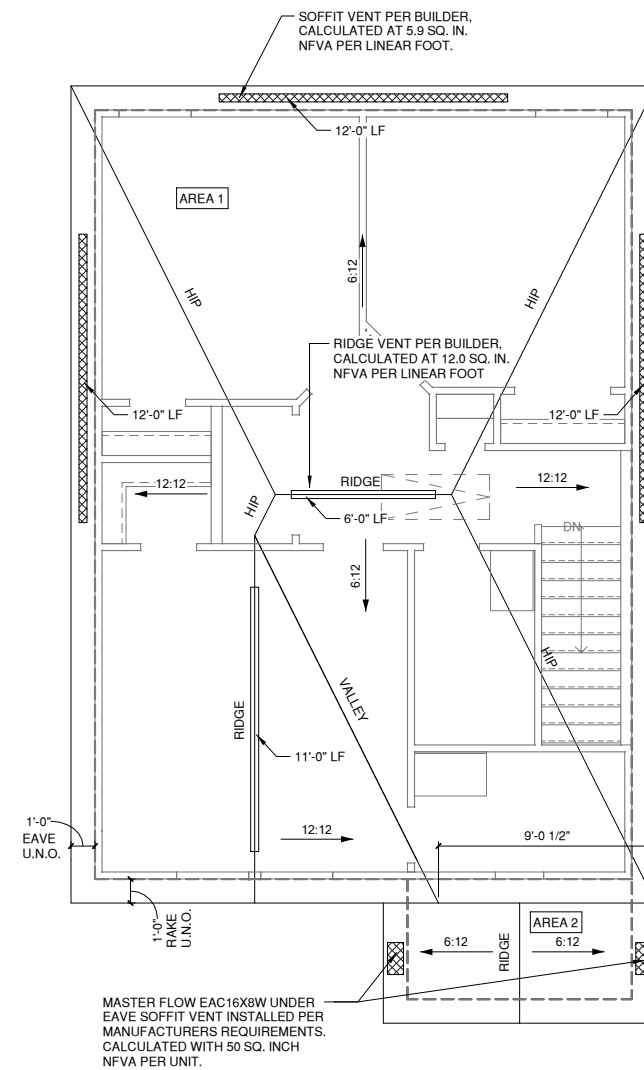 SOFFIT VENT PER BUILDER,
CALCULATED AT 5.9 SQ. IN.
NFVA PER LINEAR FOOT.
12'-0" LF
AREA 1
6:12
HIP
HIP
RIDGE VENT PER BUILDER,
CALCULATED AT 12.0 SQ. IN.
NFVA PER LINEAR FOOT
12'-0" LF
12'-0" LF
12:12
RIDGE
12:12
HIP
6'-0" LF
DN
6:12
HIP
VALLEY
RIDGE
11'-0" LF
1'-0"
EAVE
U.N.O.
12:12
9'-0 1/2"
1'-0"
RAKE
U.N.O.
AREA 2
6:12
RIDGE
6:12
MASTER FLOW EAC16X8W UNDER
EAVE SOFFIT VENT INSTALLED PER
MANUFACTURERS REQUIREMENTS.
CALCULATED WITH 50 SQ. INCH
NFVA PER UNIT.